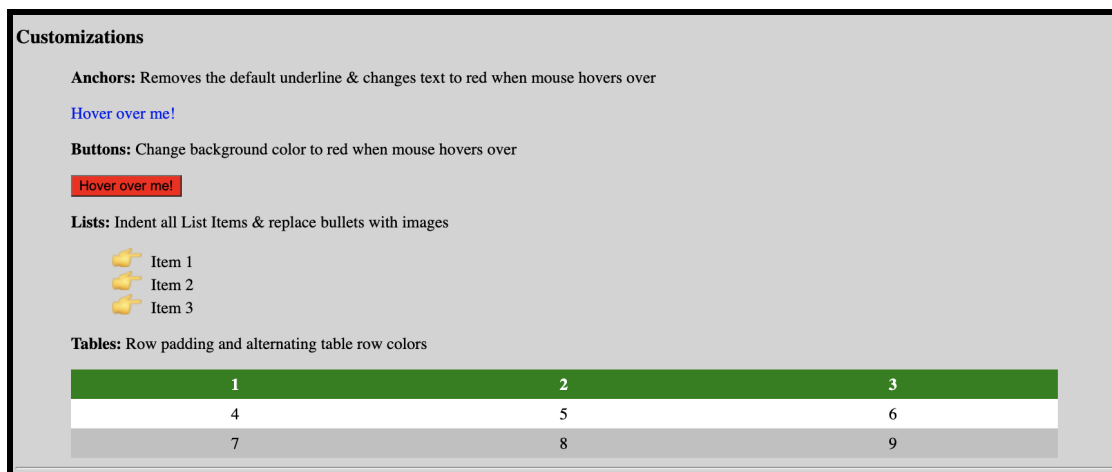 Customizations
Anchors: Removes the default underline & changes text to red when mouse hovers over
Hover over me!
Buttons: Change background color to red when mouse hovers over
Hover over me!
Lists: Indent all List Items & replace bullets with images
Item 1
Item 2
Item 3
Tables: Row padding and alternating table row colors
1 2 3
4 5 6
7 8 9